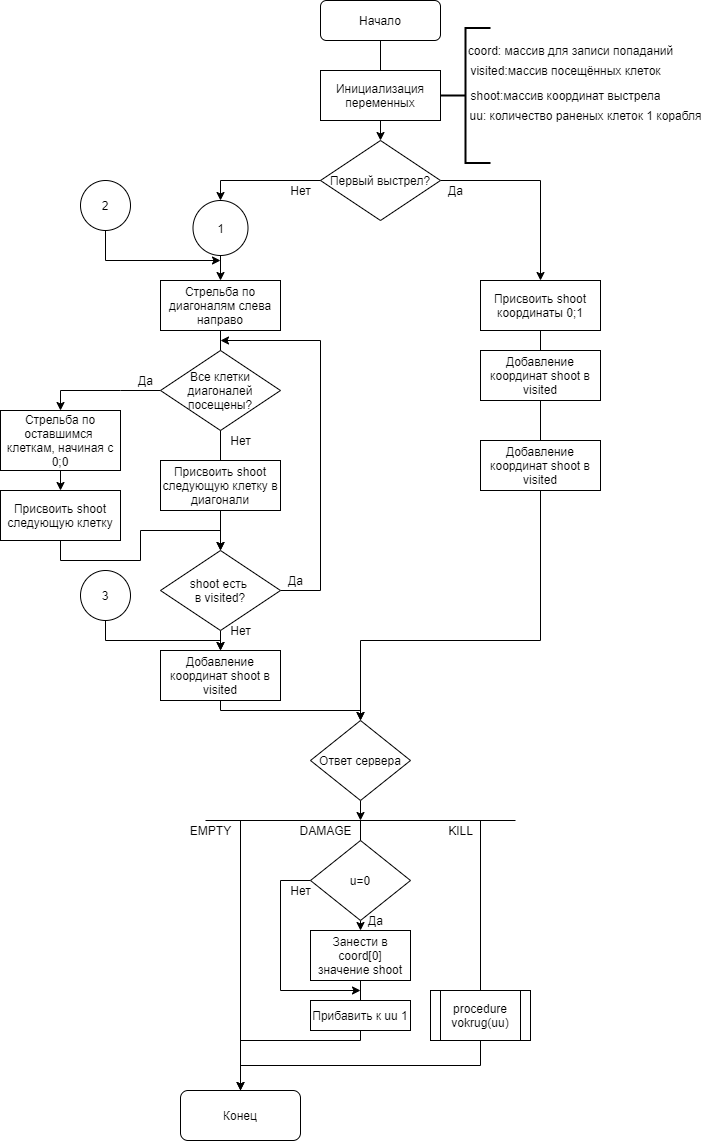 Начало
Инициализация
переменных
coord: массив для записи попаданий
visited:массив посещённых клеток
shoot:массив координат выстрела
uu: количество раненых клеток 1 корабля
Первый выстрел?
Нет
Да
2
1
Стрельба по
диагоналям слева
направо
Присвоить shoot
координаты 0;1
Все клетки
диагоналей
посещены?
Да
Нет
Добавление
координат shoot в
visited
Стрельба по
оставшимся
клеткам, начиная с
0;0
Присвоить shoot
следующую клетку в
диагонали
Добавление
координат shoot в
visited
Присвоить shoot
следующую клетку
shoot есть
в visited?
Да
Нет
3
Добавление
координат shoot в
visited
Ответ сервера
EMPTY
DAMAGE
KILL
u=0
Нет
Да
Занести в
coord[0]
значение shoot
Прибавить к uu 1
procedure
vokrug(uu)
Конец